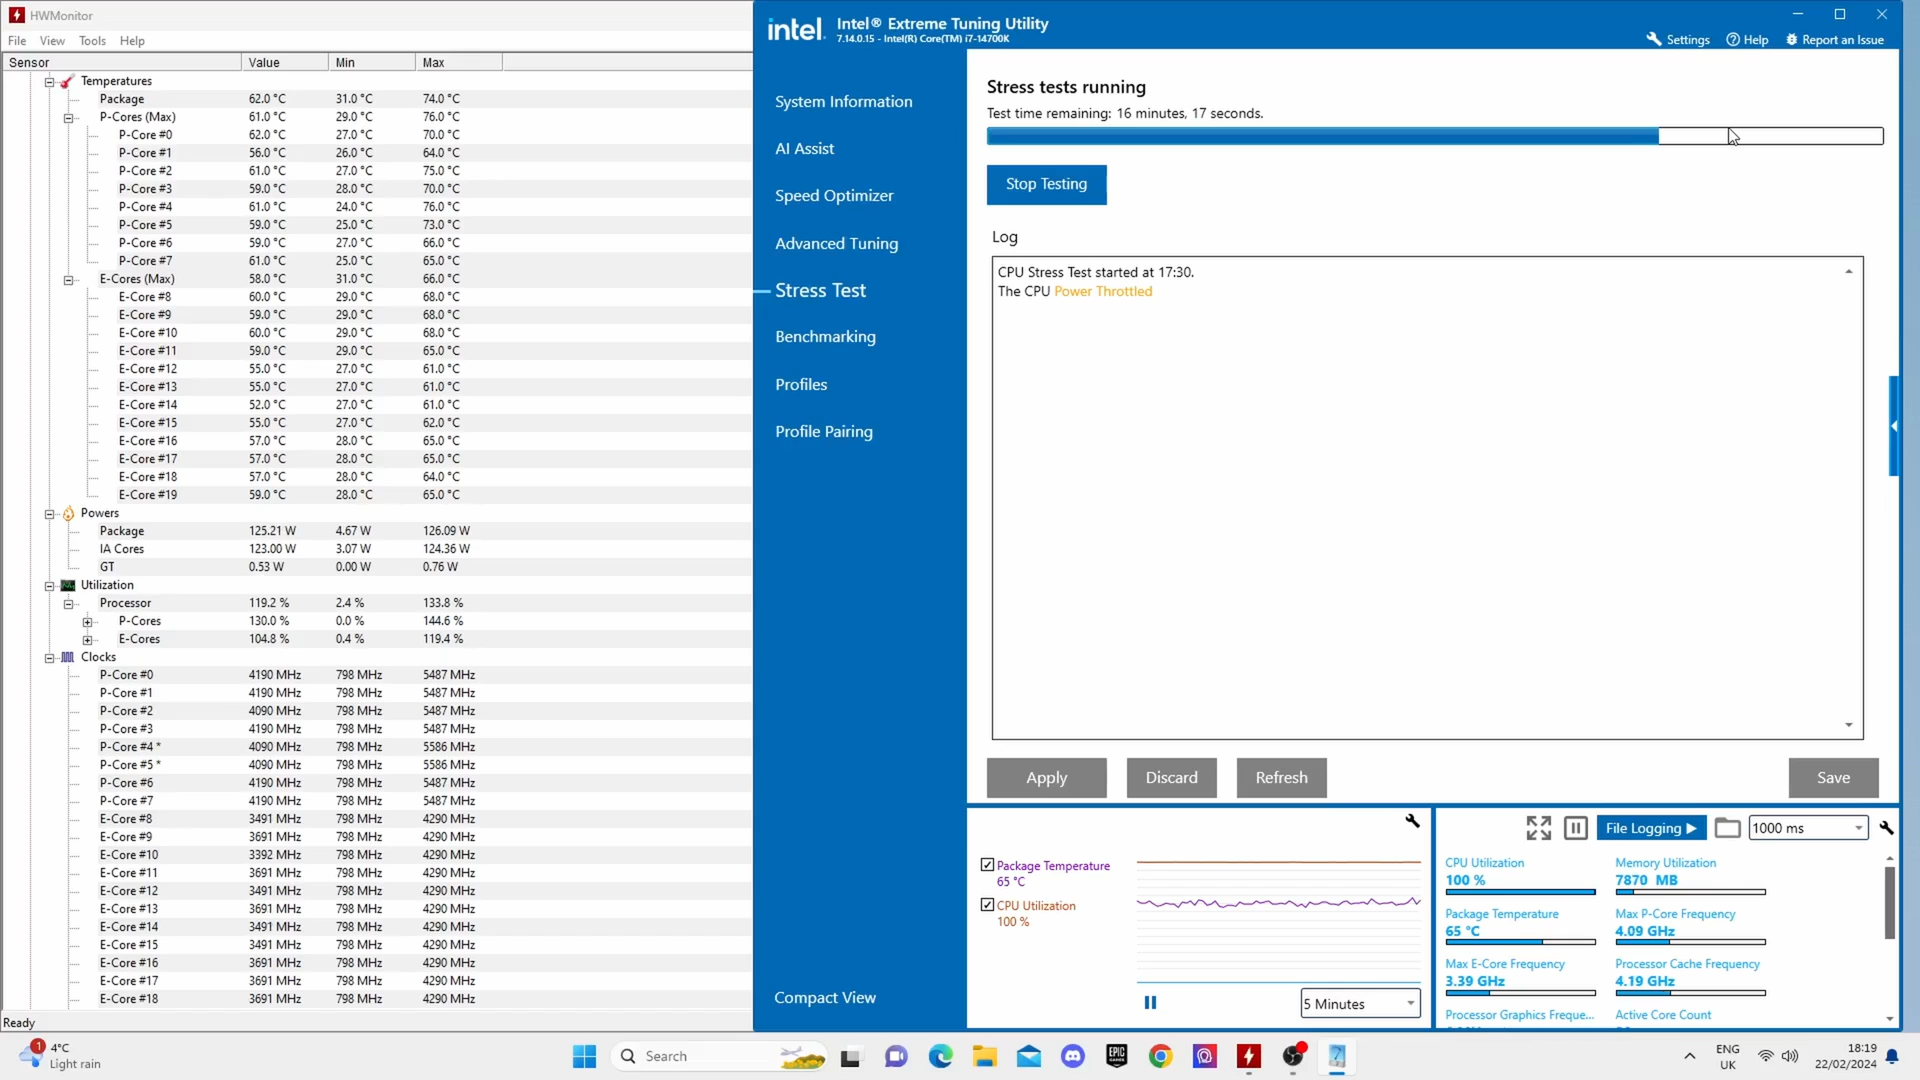 HWMonitor
File View Tools Help
Sensor Value Min Max
Temperatures
Package 62.0 °C 31.0 °C 74.0 °C
P-Cores (Max) 61.0 °C 29.0 °C 76.0 °C
P-Core #0 62.0 °C 27.0 °C 70.0 °C
P-Core #1 56.0 °C 26.0 °C 64.0 °C
P-Core #2 61.0 °C 27.0 °C 75.0 °C
P-Core #3 59.0 °C 28.0 °C 70.0 °C
P-Core #4 61.0 °C 24.0 °C 76.0 °C
P-Core #5 59.0 °C 25.0 °C 73.0 °C
P-Core #6 59.0 °C 27.0 °C 66.0 °C
P-Core #7 61.0 °C 25.0 °C 65.0 °C
E-Cores (Max) 58.0 °C 31.0 °C 66.0 °C
E-Core #8 60.0 °C 29.0 °C 68.0 °C
E-Core #9 59.0 °C 29.0 °C 68.0 °C
E-Core #10 60.0 °C 29.0 °C 68.0 °C
E-Core #11 59.0 °C 29.0 °C 65.0 °C
E-Core #12 55.0 °C 27.0 °C 61.0 °C
E-Core #13 55.0 °C 27.0 °C 61.0 °C
E-Core #14 52.0 °C 27.0 °C 61.0 °C
E-Core #15 55.0 °C 27.0 °C 62.0 °C
E-Core #16 57.0 °C 28.0 °C 65.0 °C
E-Core #17 57.0 °C 28.0 °C 65.0 °C
E-Core #18 57.0 °C 28.0 °C 64.0 °C
E-Core #19 59.0 °C 28.0 °C 65.0 °C
Powers
Package 125.21 W 4.67 W 126.09 W
IA Cores 123.00 W 3.07 W 124.36 W
GT 0.53 W 0.00 W 0.76 W
Utilization
Processor 119.2 % 2.4 % 133.8 %
P-Cores 130.0 % 0.0 % 144.6 %
E-Cores 104.8 % 0.4 % 119.4 %
Clocks
P-Core #0 4190 MHz 798 MHz 5487 MHz
P-Core #1 4190 MHz 798 MHz 5487 MHz
P-Core #2 4090 MHz 798 MHz 5487 MHz
P-Core #3 4190 MHz 798 MHz 5487 MHz
P-Core #4 * 4090 MHz 798 MHz 5586 MHz
P-Core #5 * 4090 MHz 798 MHz 5586 MHz
P-Core #6 4190 MHz 798 MHz 5487 MHz
P-Core #7 4190 MHz 798 MHz 5487 MHz
E-Core #8 3491 MHz 798 MHz 4290 MHz
E-Core #9 3691 MHz 798 MHz 4290 MHz
E-Core #10 3392 MHz 798 MHz 4290 MHz
E-Core #11 3691 MHz 798 MHz 4290 MHz
E-Core #12 3491 MHz 798 MHz 4290 MHz
E-Core #13 3691 MHz 798 MHz 4290 MHz
E-Core #14 3491 MHz 798 MHz 4290 MHz
E-Core #15 3491 MHz 798 MHz 4290 MHz
E-Core #16 3691 MHz 798 MHz 4290 MHz
E-Core #17 3691 MHz 798 MHz 4290 MHz
E-Core #18 3691 MHz 798 MHz 4290 MHz
Ready
intel.
Intel® Extreme Tuning Utility
7.14.0.15 - Intel(R) Core(TM) i7-14700K
Settings Help Report an Issue
System Information
AI Assist
Speed Optimizer
Advanced Tuning
Stress Test
Benchmarking
Profiles
Profile Pairing
Compact View
Stress tests running
Test time remaining: 16 minutes, 17 seconds.
Stop Testing
Log
CPU Stress Test started at 17:30.
The CPU Power Throttled
Apply Discard Refresh Save
Package Temperature
65 °C
CPU Utilization
100 %
5 Minutes
File Logging 1000 ms
CPU Utilization Memory Utilization
100 % 7870 MB
Package Temperature Max P-Core Frequency
65 °C 4.09 GHz
Max E-Core Frequency Processor Cache Frequency
3.39 GHz 4.19 GHz
Processor Graphics Freque... Active Core Count
1
4°C
Light rain
Search
EPIC GAMES
ENG
UK
18:19
22/02/2024